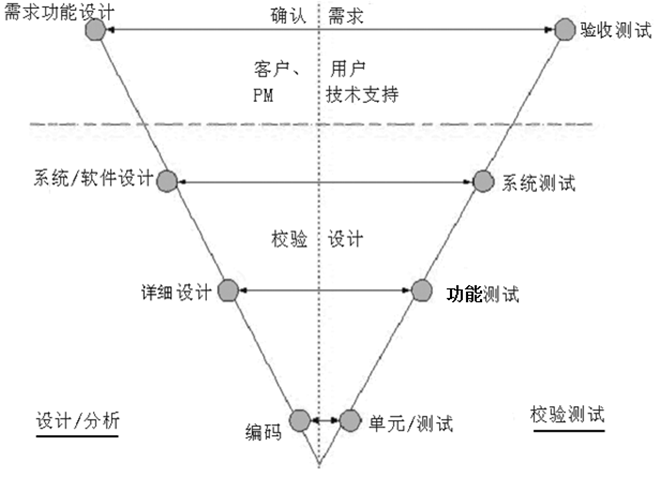 需求功能设计
确认 需求
验收测试
客户、 用户
PM 技术支持
系统/软件设计
系统测试
校验 设计
详细设计
功能测试
设计/分析
校验测试
编码
单元/测试